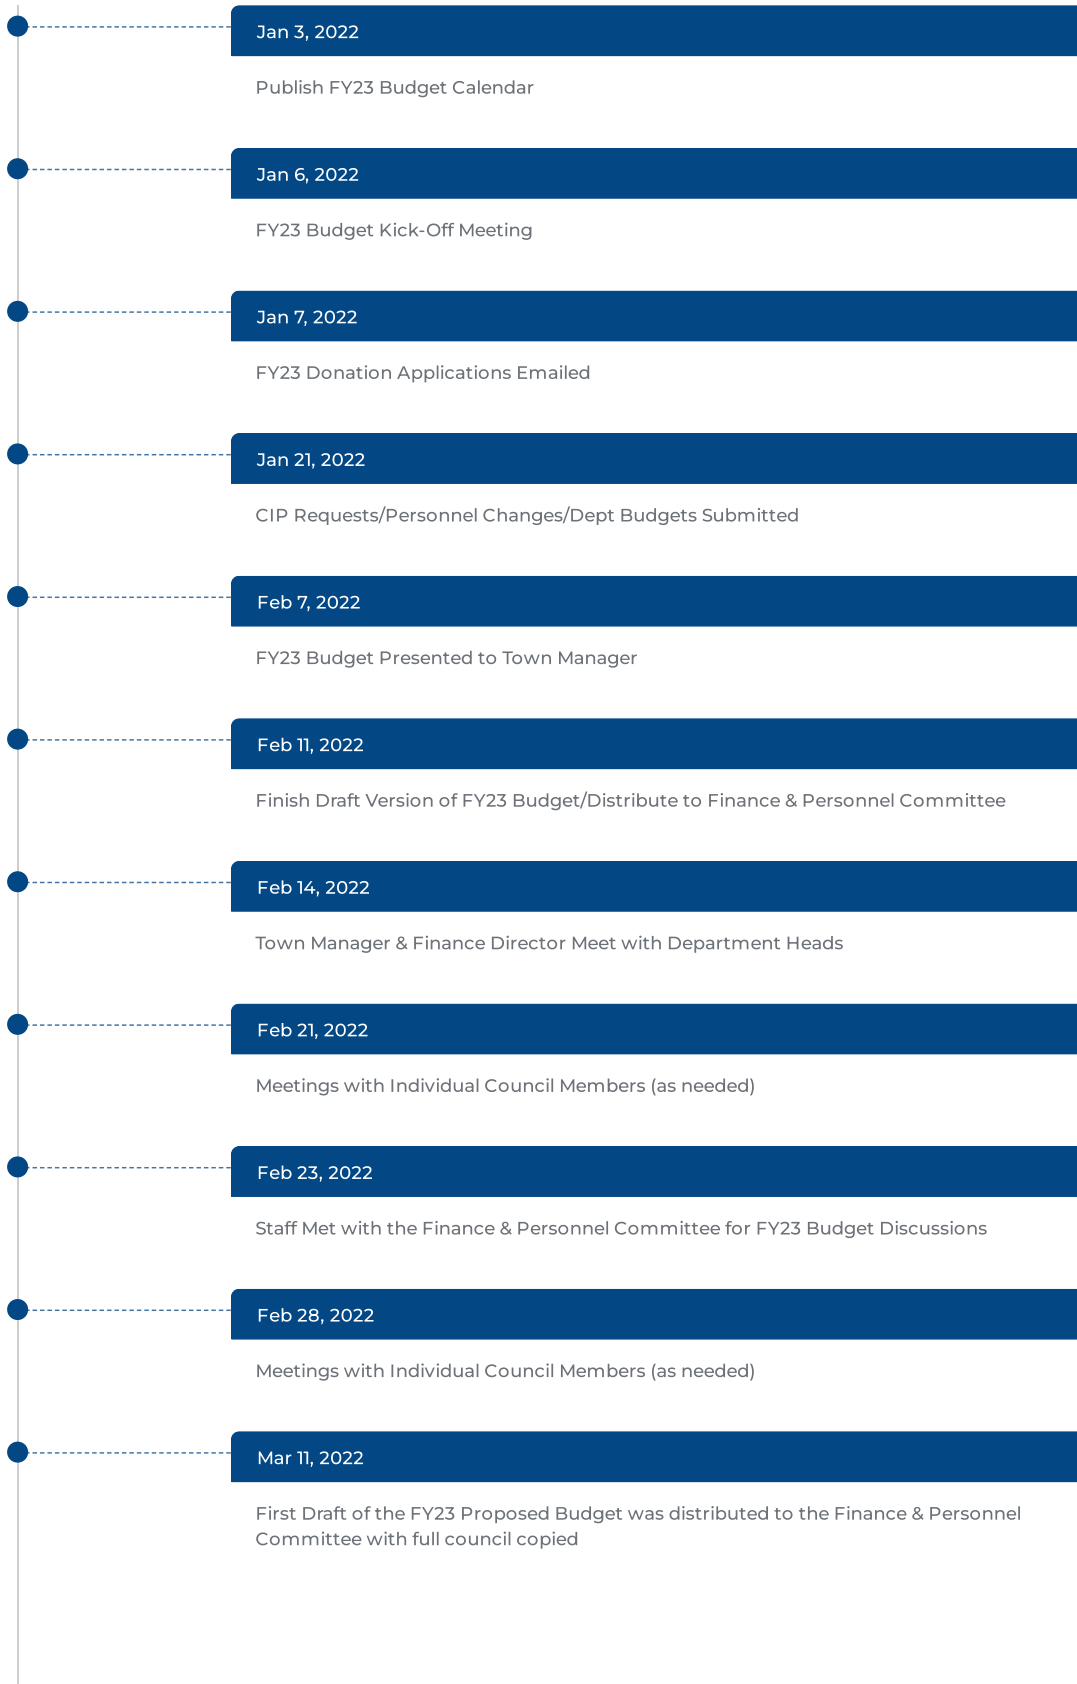 Jan 3, 2022
Publish FY23 Budget Calendar
Jan 6, 2022
FY23 Budget Kick-Off Meeting
Jan 7, 2022
FY23 Donation Applications Emailed
Jan 21, 2022
CIP Requests/Personnel Changes/Dept Budgets Submitted
Feb 7, 2022
FY23 Budget Presented to Town Manager
Feb 11, 2022
Finish Draft Version of FY23 Budget/Distribute to Finance & Personnel Committee
Feb 14, 2022
Town Manager & Finance Director Meet with Department Heads
Feb 21, 2022
Meetings with Individual Council Members (as needed)
Feb 23, 2022
Staff Met with the Finance & Personnel Committee for FY23 Budget Discussions
Feb 28, 2022
Meetings with Individual Council Members (as needed)
Mar 11, 2022
First Draft of the FY23 Proposed Budget was distributed to the Finance & Personnel
Committee with full council copied